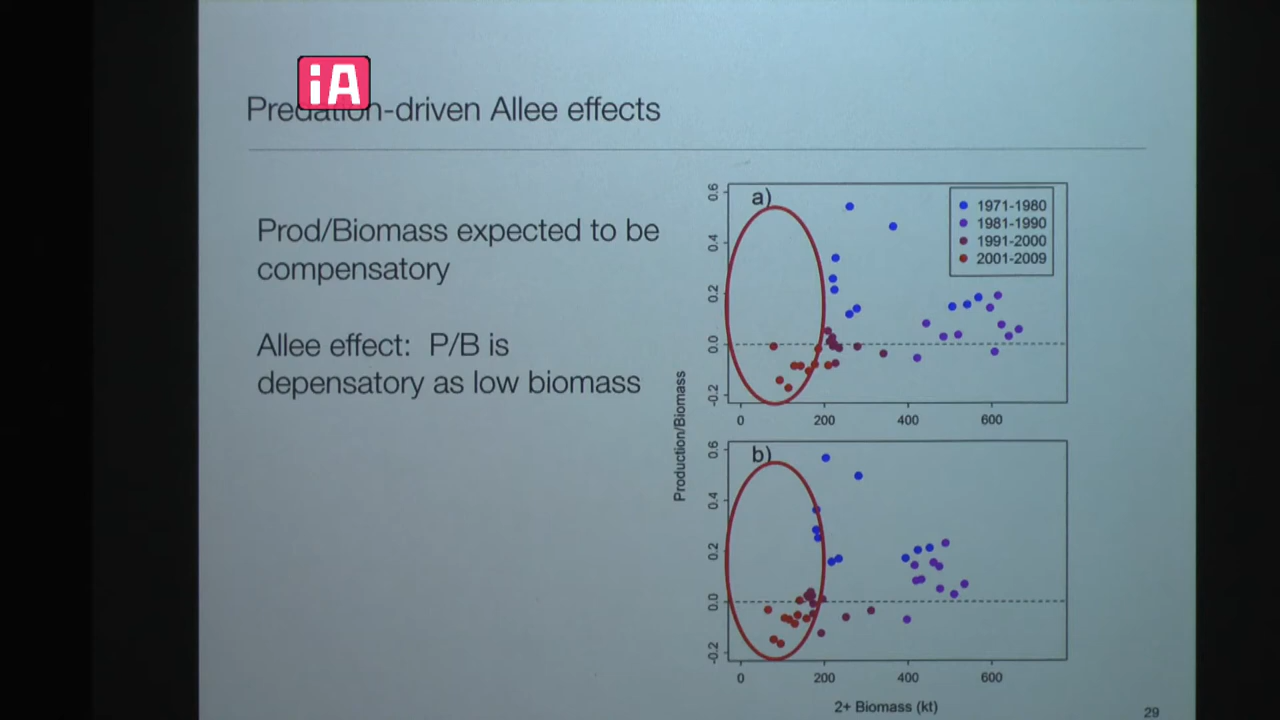 iA
Predation-driven Allee effects
Prod/Biomass expected to be
compensatory
Allee effect: P/B is
depensatory as low biomass
a)
1971-1980
1981-1990
1991-2000
2001-2009
0.6
0.4
0.2
0.0
-0.2
0 200 400 600
Production/Biomass
b)
0.6
0.4
0.2
0.0
-0.2
0 200 400 600
2+ Biomass (kt)
29